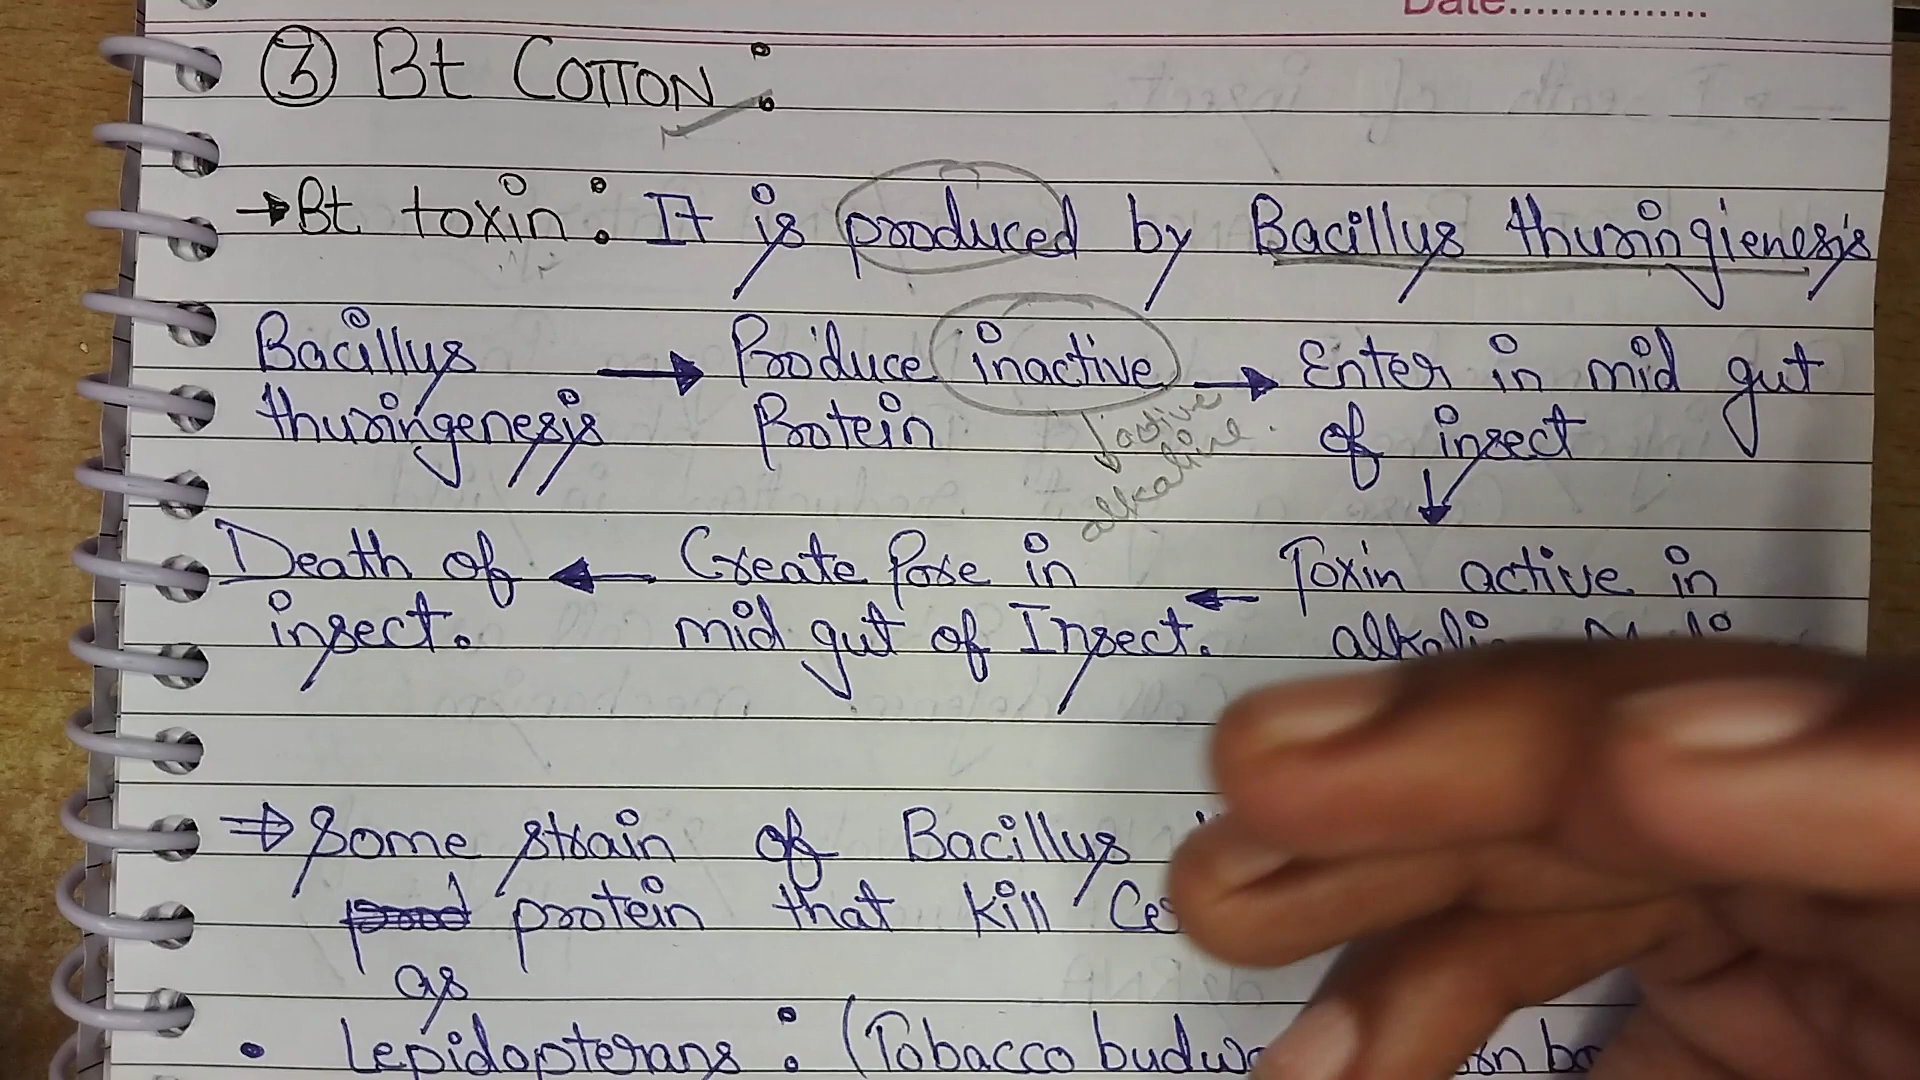 Date................
③ Bt COTTON :
→ Bt toxin : It is produced by Bacillus thuringienesis
Bacillus → Produce inactive → Enter in mid gut
thuringenesis Protein of insect
↓ active
alkaline.
alkaline
↓
Death of ← Create Pore in ← Toxin active in
insect. mid gut of Insect.
⇒ Some strain of Bacillus
protein that kill
as
• Lepidopterans : (Tobacco